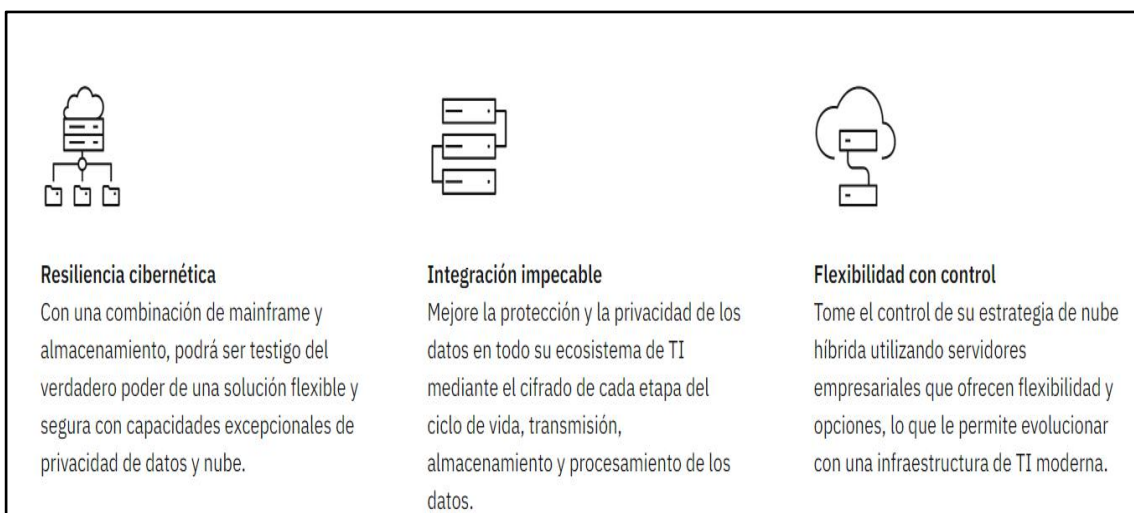 Resiliencia cibernética
Con una combinación de mainframe y
almacenamiento, podrá ser testigo del
verdadero poder de una solución flexible y
segura con capacidades excepcionales de
privacidad de datos y nube.
Integración impecable
Mejore la protección y la privacidad de los
datos en todo su ecosistema de TI
mediante el cifrado de cada etapa del
ciclo de vida, transmisión,
almacenamiento y procesamiento de los
datos.
Flexibilidad con control
Tome el control de su estrategia de nube
híbrida utilizando servidores
empresariales que ofrecen flexibilidad y
opciones, lo que le permite evolucionar
con una infraestructura de TI moderna.